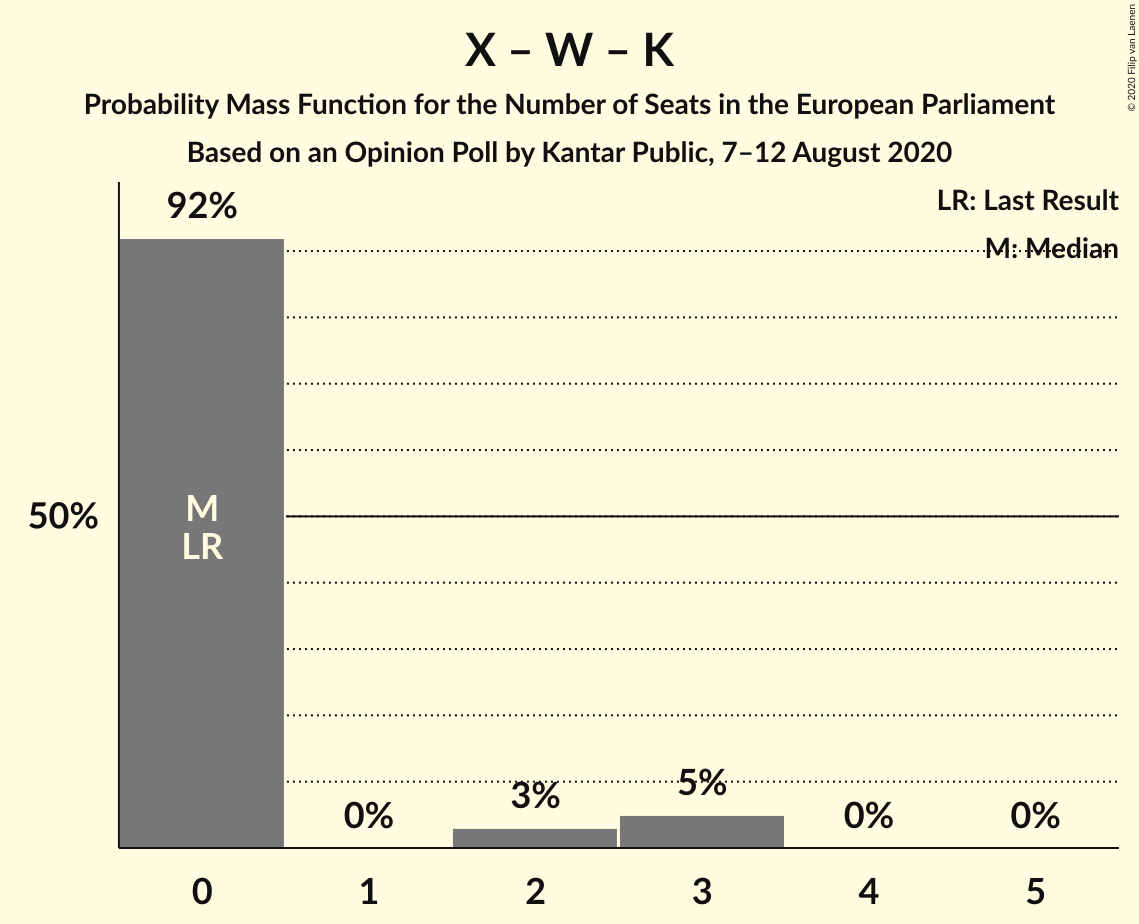 X – W – K
Probability Mass Function for the Number of Seats in the European Parliament
Based on an Opinion Poll by Kantar Public, 7–12 August 2020
© 2020 Filip van Laenen
LR: Last Result
M: Median
92%
50%
M
LR
0%
3%
5%
0%
0%
0 1 2 3 4 5